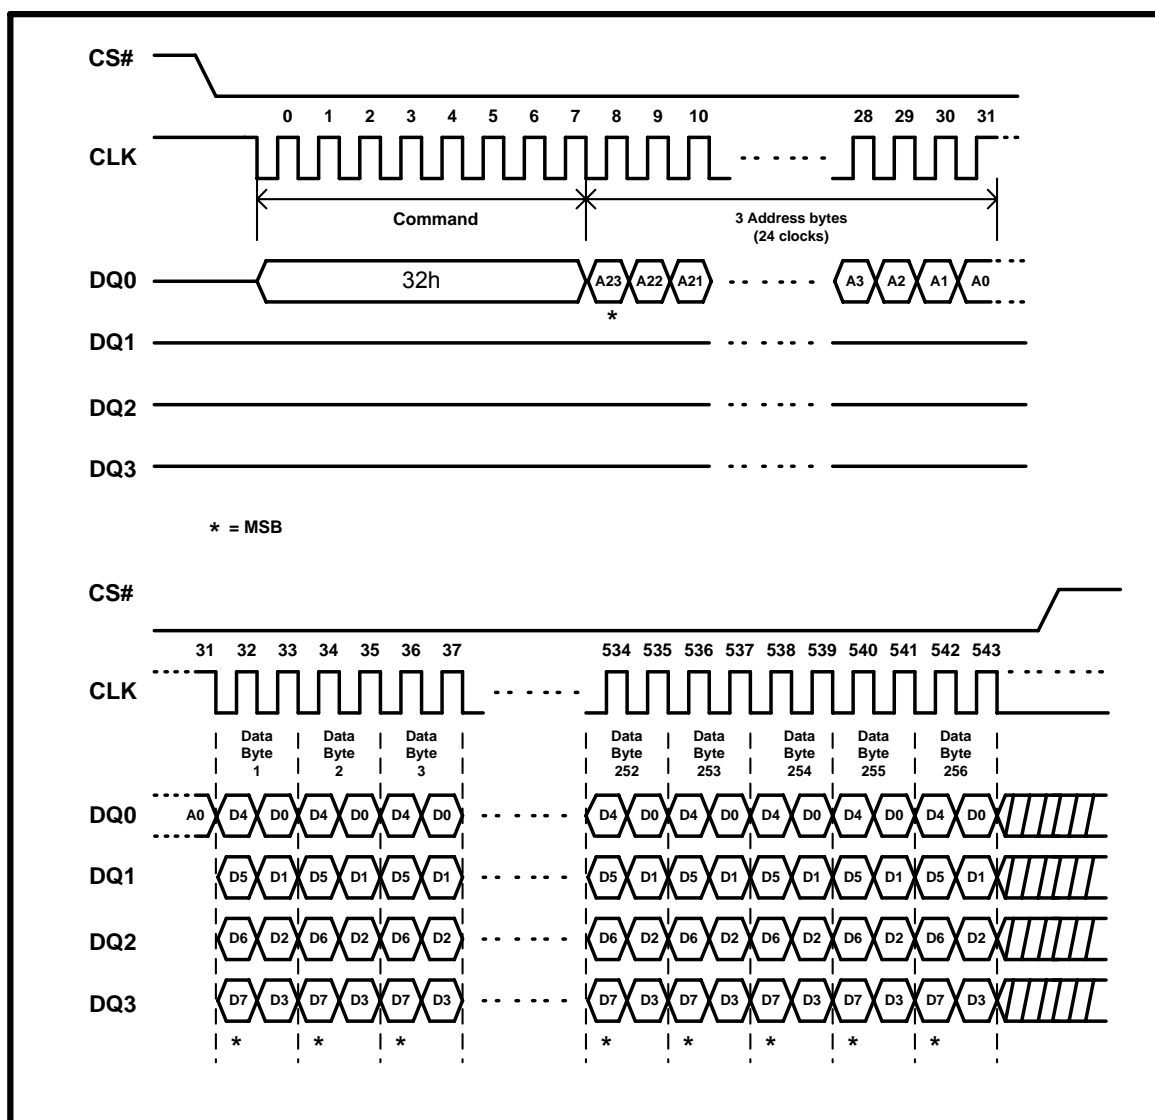 CS#
0 1 2 3 4 5 6 7 8 9 10 28 29 30 31
CLK
Command
3 Address bytes
(24 clocks)
DQ0 32h A23 A22 A21 A3 A2 A1 A0
*
DQ1
DQ2
DQ3
* = MSB
CS#
31 32 33 34 35 36 37 534 535 536 537 538 539 540 541 542 543
CLK
Data Data Data Data Data Data Data Data
Byte Byte Byte Byte Byte Byte Byte Byte
1 2 3 252 253 254 255 256
DQ0 A0 D4 D0 D4 D0 D4 D0 D4 D0 D4 D0 D4 D0 D4 D0 D4 D0
DQ1 D5 D1 D5 D1 D5 D1 D5 D1 D5 D1 D5 D1 D5 D1 D5 D1
DQ2 D6 D2 D6 D2 D6 D2 D6 D2 D6 D2 D6 D2 D6 D2 D6 D2
DQ3 D7 D3 D7 D3 D7 D3 D7 D3 D7 D3 D7 D3 D7 D3 D7 D3
* * * * * * * *